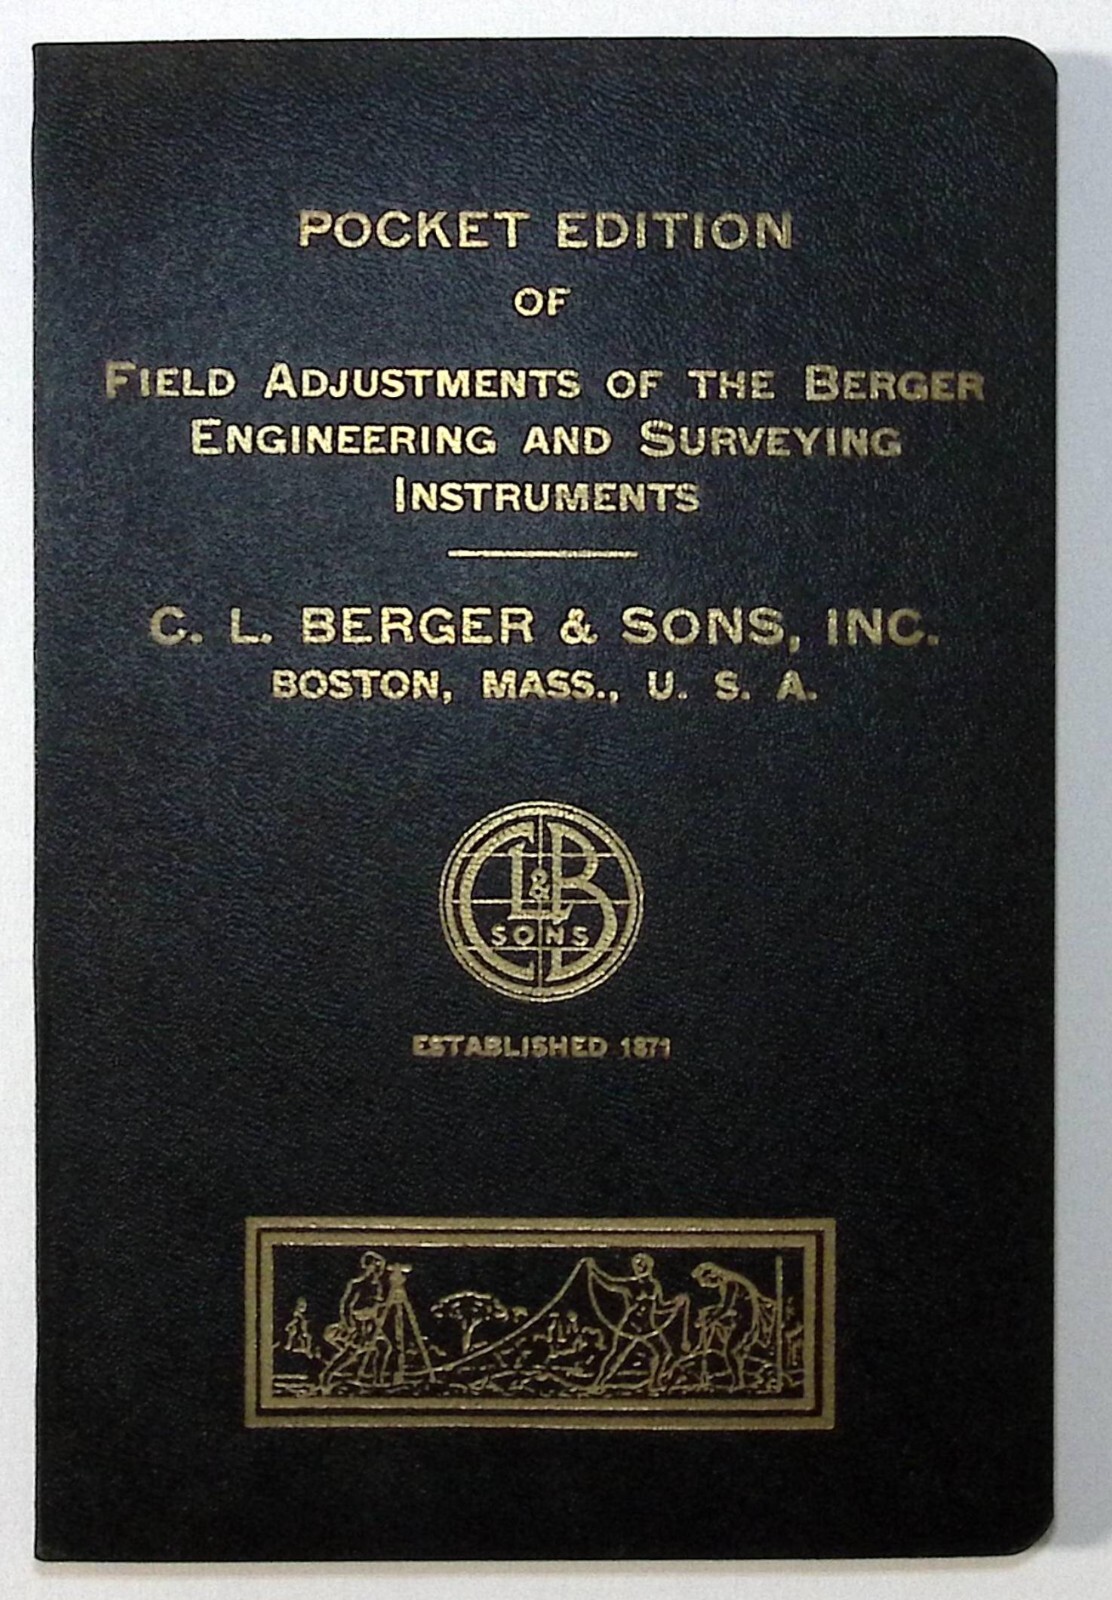 POCKET EDITION
OF
FIELD ADJUSTMENTS OF THE BERGER
ENGINEERING AND SURVEYING
INSTRUMENTS
C. L. BERGER & SONS, INC.
BOSTON, MASS., U. S. A.
CL&B
SONS
ESTABLISHED 1871